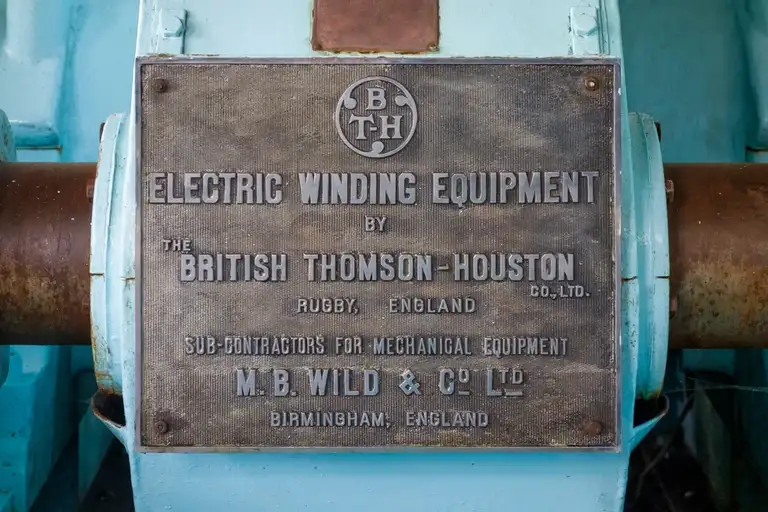 B
T-H
ELECTRIC WINDING EQUIPMENT
BY
THE
BRITISH THOMSON-HOUSTON
CO., LTD.
RUGBY, ENGLAND
SUB-CONTRACTORS FOR MECHANICAL EQUIPMENT
M.B. WILD & CO LTD
BIRMINGHAM, ENGLAND